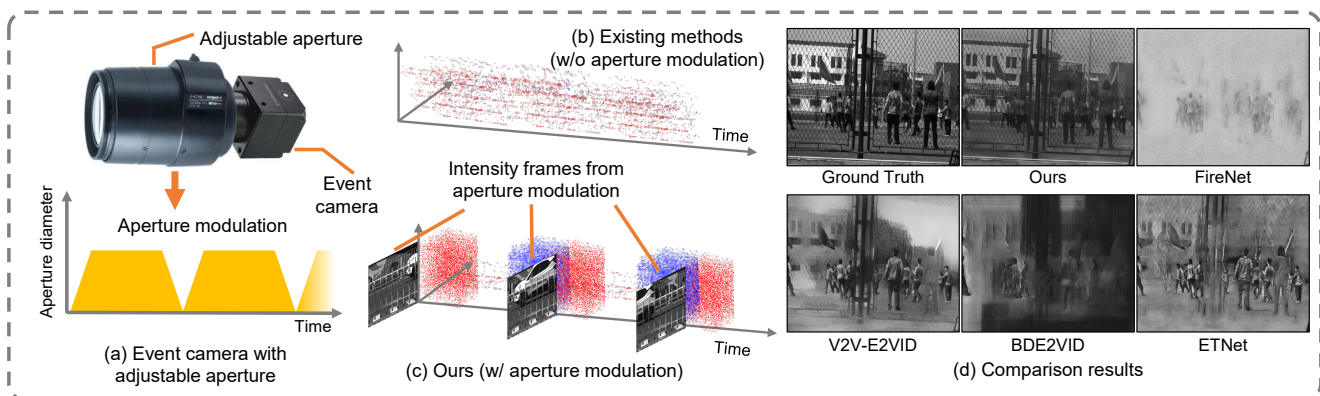 Adjustable aperture
Event
camera
Aperture modulation
Aperture diameter
Time
(a) Event camera with
adjustable aperture
(b) Existing methods
(w/o aperture modulation)
Time
Intensity frames from
aperture modulation
Time
(c) Ours (w/ aperture modulation)
Ground Truth
Ours
FireNet
V2V-E2VID
BDE2VID
ETNet
(d) Comparison results